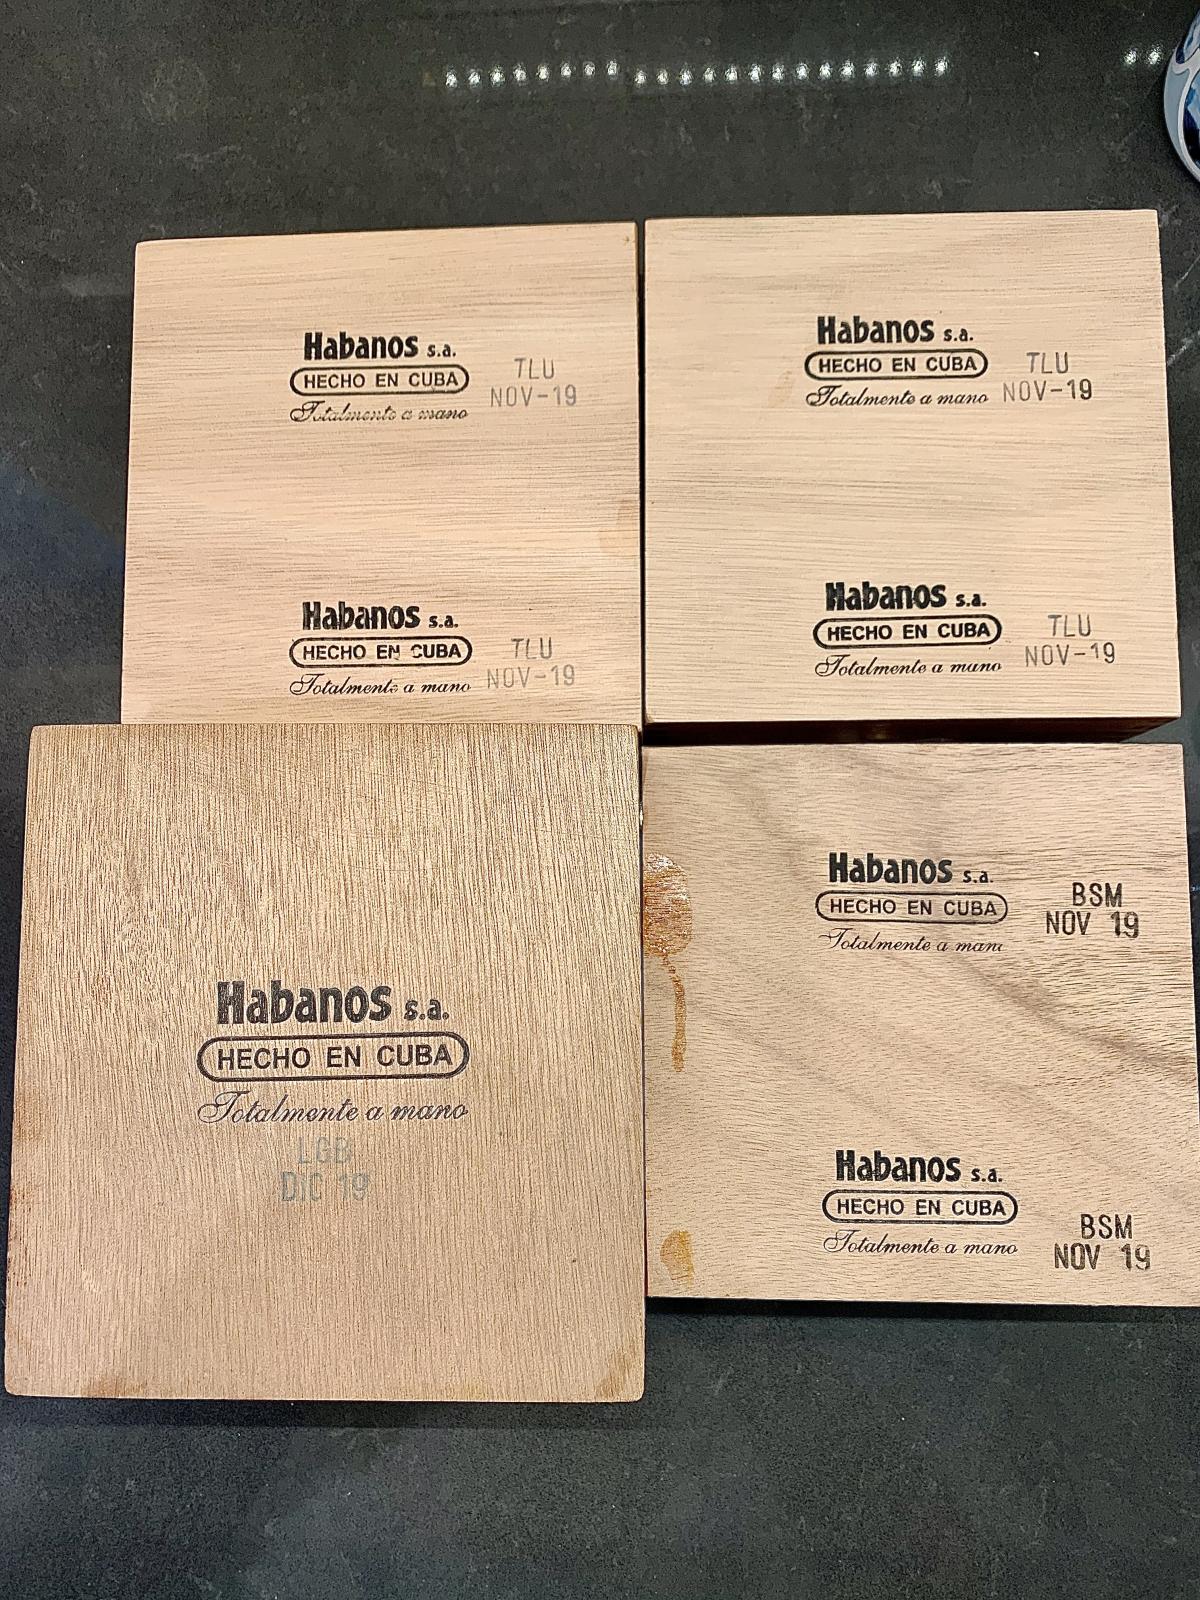 Habanos s.a.
HECHO EN CUBA
Totalmente a mano
TLU
NOV-19
Habanos s.a.
HECHO EN CUBA
Totalmente a mano
TLU
NOV-19
Habanos s.a.
HECHO EN CUBA
Totalmente a mano
TLU
NOV-19
Habanos s.a.
HECHO EN CUBA
Totalmente a mano
TLU
NOV-19
Habanos s.a.
HECHO EN CUBA
Totalmente a mano
LGB
DIC 19
Habanos s.a.
HECHO EN CUBA
Totalmente a man
BSM
NOV 19
Habanos s.a.
HECHO EN CUBA
Totalmente a mano
BSM
NOV 19